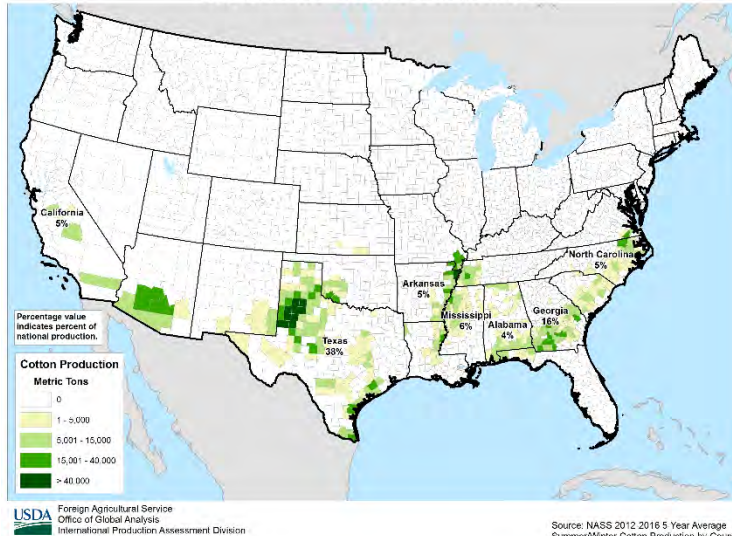 California
5%
North Carolina
5%
Arkansas
5%
Mississippi
6%
Alabama
4%
Georgia
16%
Texas
38%
Percentage value
indicates percent of
national production.
Cotton Production
Metric Tons
0
1 - 5,000
5,001 - 15,000
15,001 - 40,000
> 40,000
USDA
Foreign Agricultural Service
Office of Global Analysis
International Production Assessment Division
Source: NASS 2012 2016 5 Year Average
Cotton Production by